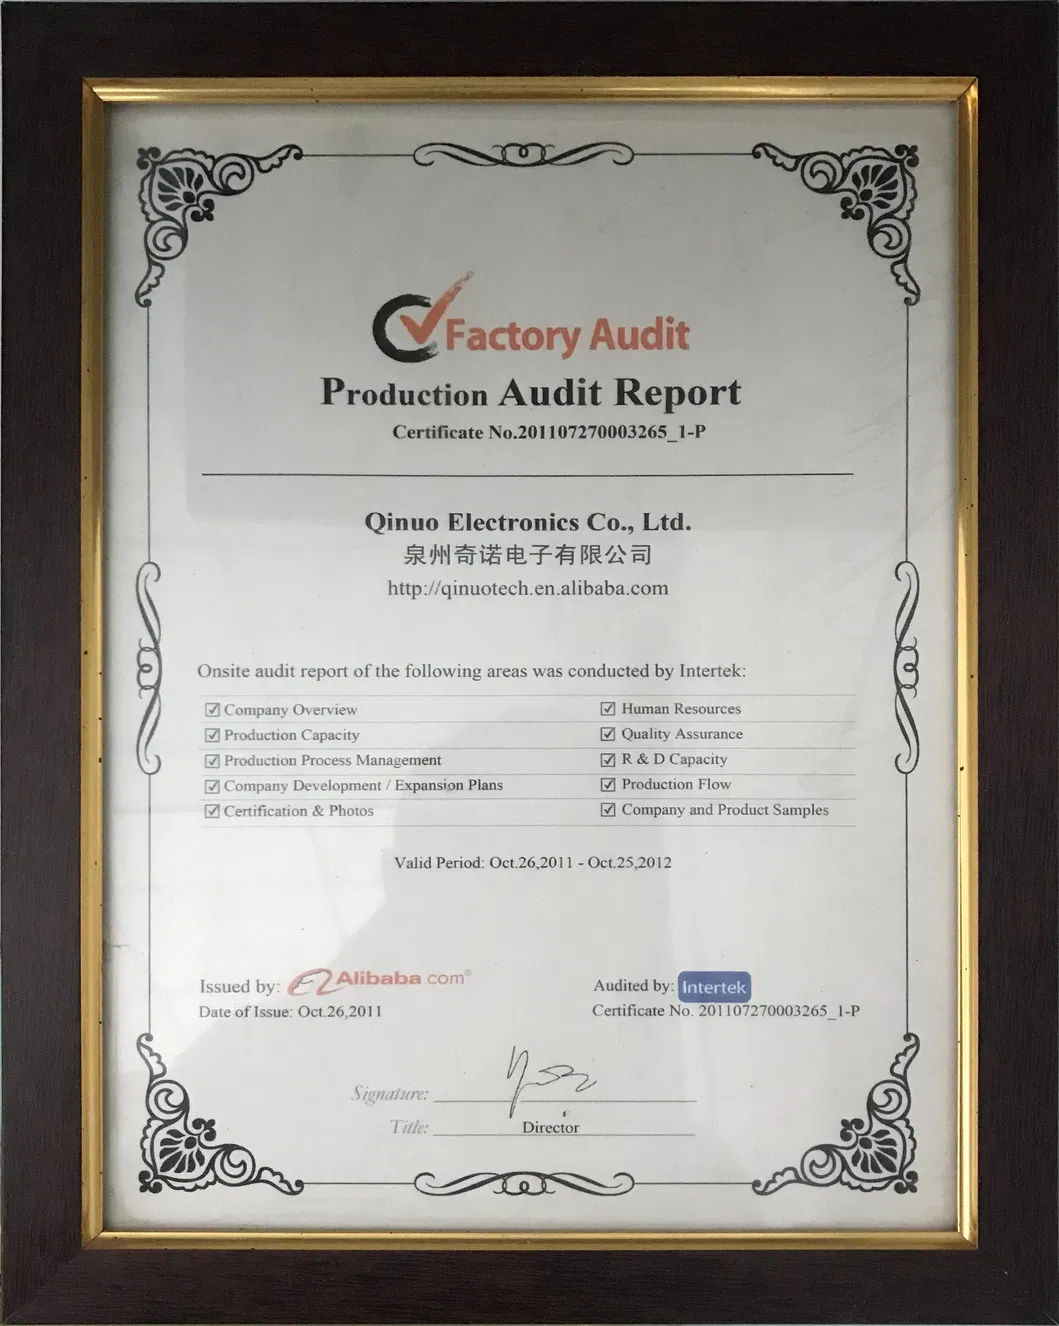 Factory Audit
Production Audit Report
Certificate No.201107270003265_1-P
Qinuo Electronics Co., Ltd.
泉州奇诺电子有限公司
http://qinuotech.en.alibaba.com
Onsite audit report of the following areas was conducted by Intertek:
Company Overview
Human Resources
Production Capacity
Quality Assurance
Production Process Management
R & D Capacity
Company Development / Expansion Plans
Production Flow
Certification & Photos
Company and Product Samples
Valid Period: Oct.26,2011 - Oct.25,2012
Issued by: Alibaba.com®
Audited by: Intertek
Date of Issue: Oct.26,2011
Certificate No. 201107270003265_1-P
Signature:
Title: Director